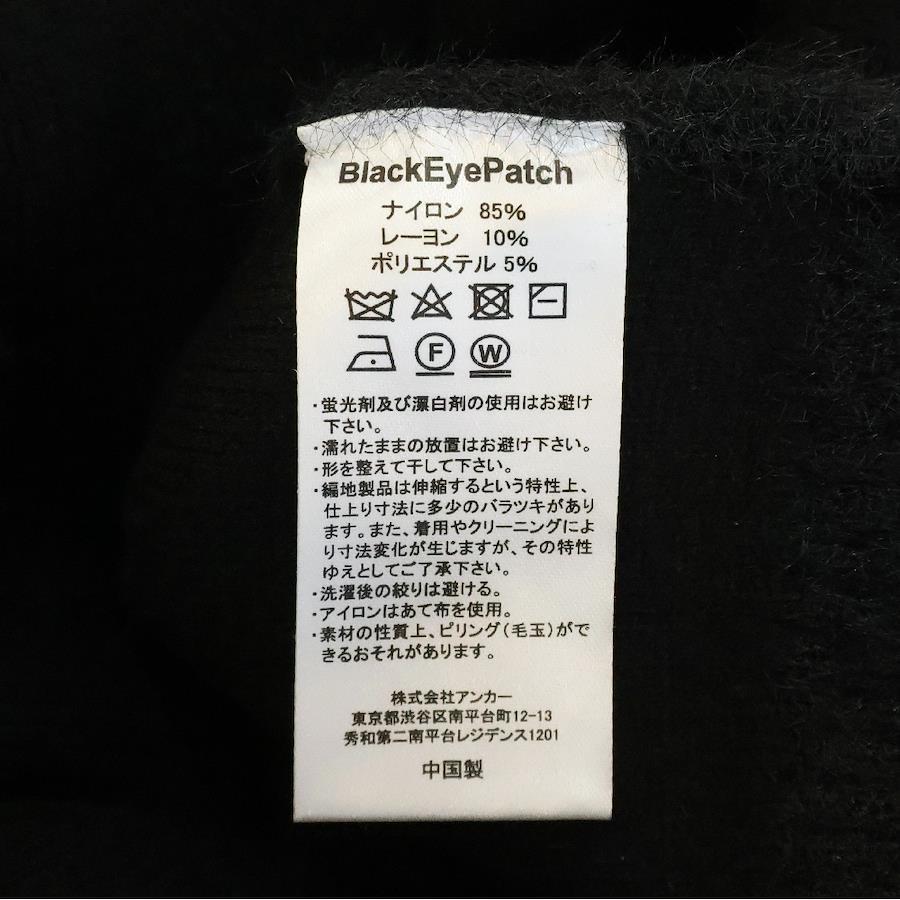 BlackEyePatch
ナイロン 85%
レーヨン 10%
ポリエステル 5%
F W
・蛍光剤及び漂白剤の使用はお避け
下さい。
・濡れたままの放置はお避け下さい。
・形を整えて干して下さい。
・編地製品は伸縮するという特性上、
仕上り寸法に多少のバラツキがあり
ます。また、着用やクリーニングによ
り寸法変化が生じますが、その特性
ゆえとしてご了承下さい。
・洗濯後の絞りは避ける。
・アイロンはあて布を使用。
・素材の性質上、ピリング(毛玉)がで
きるおそれがあります。
株式会社アンカー
東京都渋谷区南平台町12-13
秀和第二南平台レジデンス1201
中国製